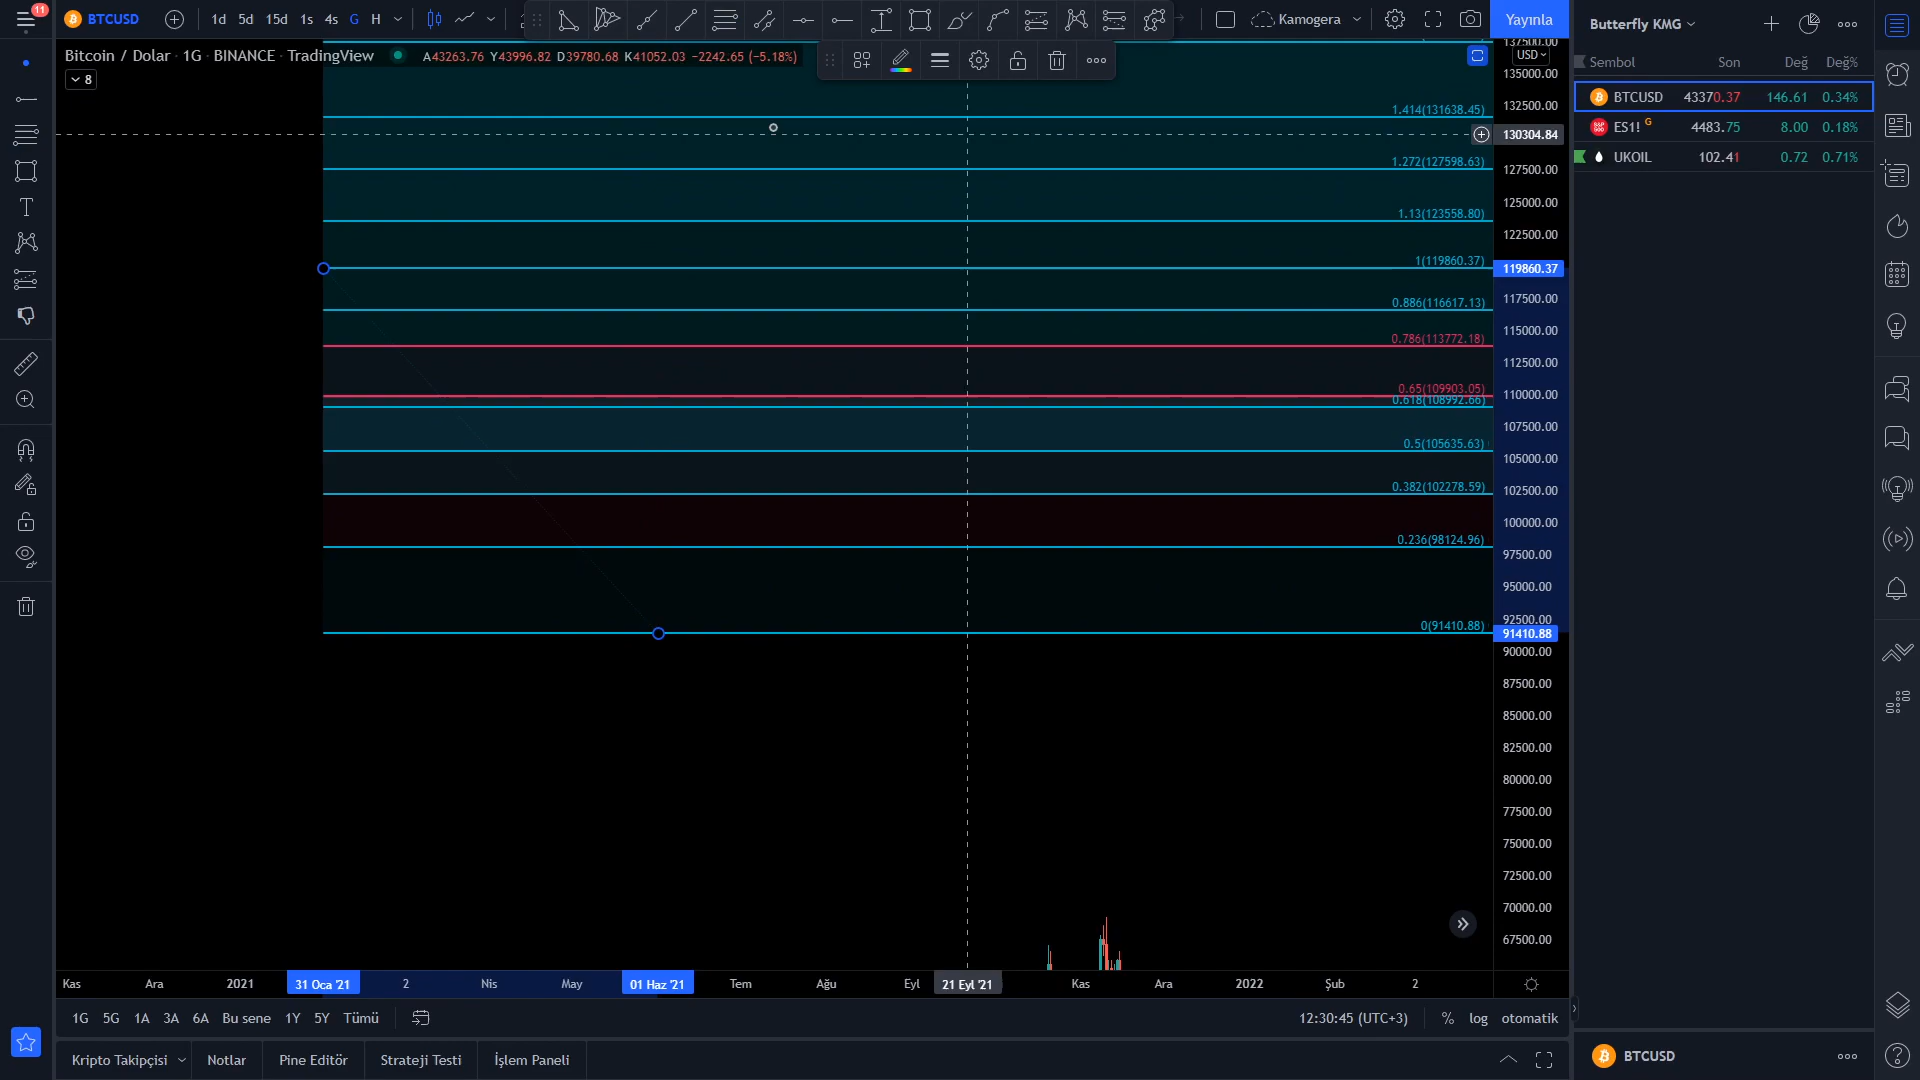 11
BTCUSD
1d 5d 15d 1s 4s G H
Kamogera
Yayınla
Butterfly KMG
Bitcoin / Dolar · 1G · BINANCE · TradingView
A43263.76 Y43996.82 D39780.68 K41052.03 −2242.65 (−5.18%)
8
137500.00
USD
135000.00
132500.00
130304.84
127500.00
125000.00
122500.00
119860.37
117500.00
115000.00
112500.00
110000.00
107500.00
105000.00
102500.00
100000.00
97500.00
95000.00
92500.00
91410.88
90000.00
87500.00
85000.00
82500.00
80000.00
77500.00
75000.00
72500.00
70000.00
67500.00
1.414(131638.45)
1.272(127598.63)
1.13(123558.80)
1(119860.37)
0.886(116617.13)
0.786(113772.18)
0.65(109903.05)
0.618(108992.66)
0.5(105635.63)
0.382(102278.59)
0.236(98124.96)
0(91410.88)
Sembol Son Değ Değ%
BTCUSD 43370.37 146.61 0.34%
ES1! G 4483.75 8.00 0.18%
UKOIL 102.41 0.72 0.71%
Kas Ara 2021 31 Oca '21 2 Nis May 01 Haz '21 Tem Ağu Eyl 21 Eyl '21 Kas Ara 2022 Şub 2
1G 5G 1A 3A 6A Bu sene 1Y 5Y Tümü
12:30:45 (UTC+3) % log otomatik
Kripto Takipçisi Notlar Pine Editör Strateji Testi İşlem Paneli
BTCUSD